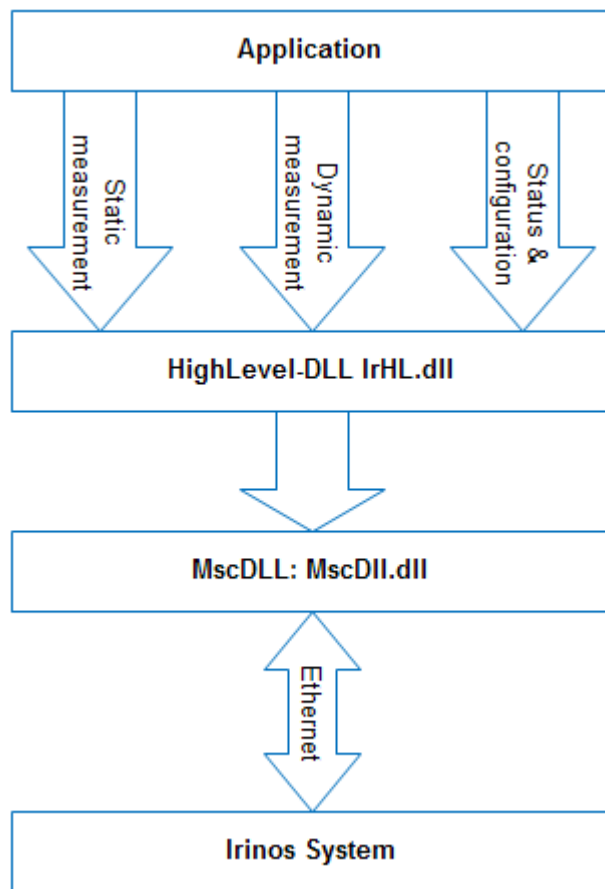 Application
Static
measurement
Dynamic
measurement
Status &
configuration
HighLevel-DLL IrHL.dll
MscDLL: MscDll.dll
Ethernet
Irinos System